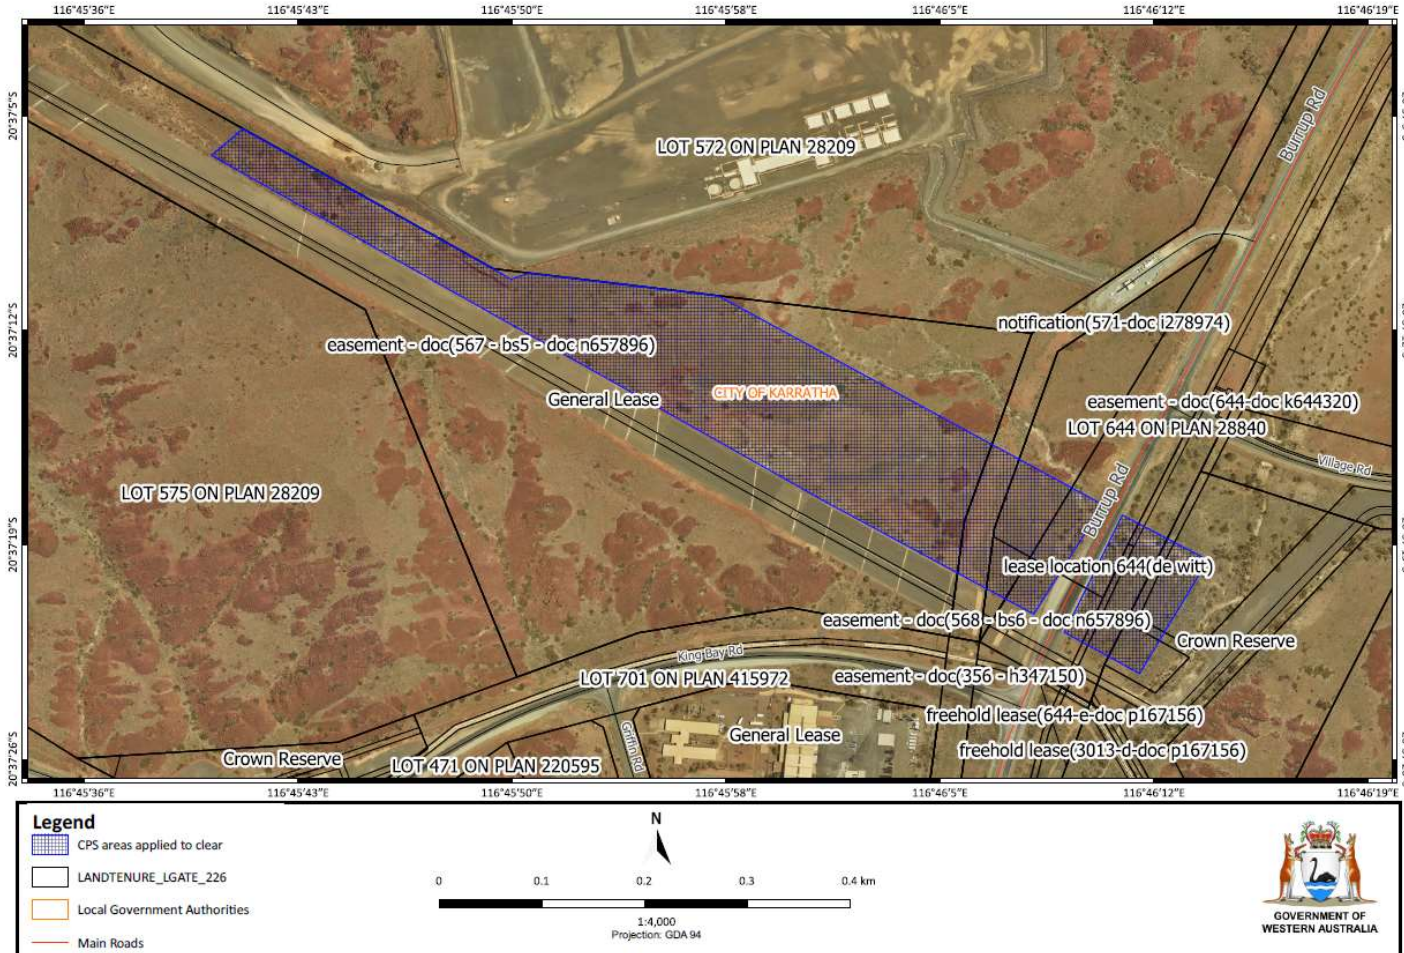 116°45'36"E 116°45'43"E 116°45'50"E 116°45'58"E 116°46'5"E 116°46'12"E 116°46'19"E
20°37'5"S
20°37'12"S
20°37'19"S
20°37'26"S
Burrup Rd
LOT 572 ON PLAN 28209
notification(571-doc i278974)
easement - doc(567 - bs5 - doc n657896)
General Lease
CITY OF KARRATHA
easement - doc(644-doc k644320)
LOT 644 ON PLAN 28840
Village Rd
LOT 575 ON PLAN 28209
Burrup Rd
lease location 644(de witt)
easement - doc(568 - bs6 - doc n657896)
Crown Reserve
King Bay Rd
LOT 701 ON PLAN 415972
easement - doc(356 - h347150)
freehold lease(644-e-doc p167156)
Griffin Rd
General Lease
freehold lease(3013-d-doc p167156)
Crown Reserve
LOT 471 ON PLAN 220595
116°45'36"E 116°45'43"E 116°45'50"E 116°45'58"E 116°46'5"E 116°46'12"E 116°46'19"E
Legend
CPS areas applied to clear
LANDTENURE_LGATE_226
Local Government Authorities
Main Roads
N
0 0.1 0.2 0.3 0.4 km
1:4,000
Projection: GDA 94
GOVERNMENT OF
WESTERN AUSTRALIA